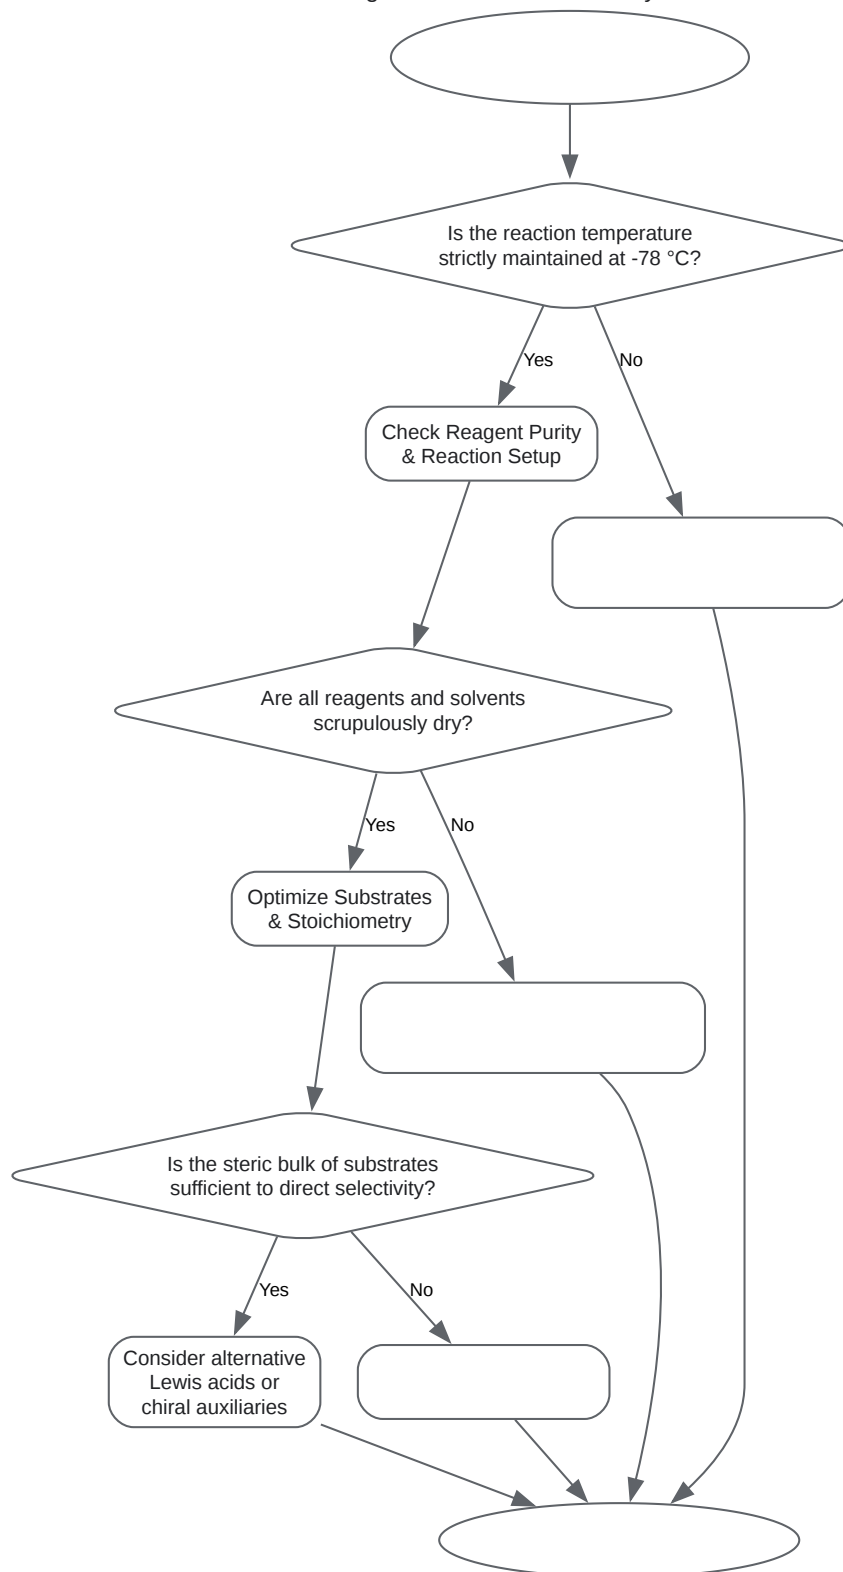 Is the reaction temperature
strictly maintained at -78 °C?
Yes
No
Check Reagent Purity
& Reaction Setup
Are all reagents and solvents
scrupulously dry?
Yes
No
Optimize Substrates
& Stoichiometry
Is the steric bulk of substrates
sufficient to direct selectivity?
Yes
No
Consider alternative
Lewis acids or
chiral auxiliaries